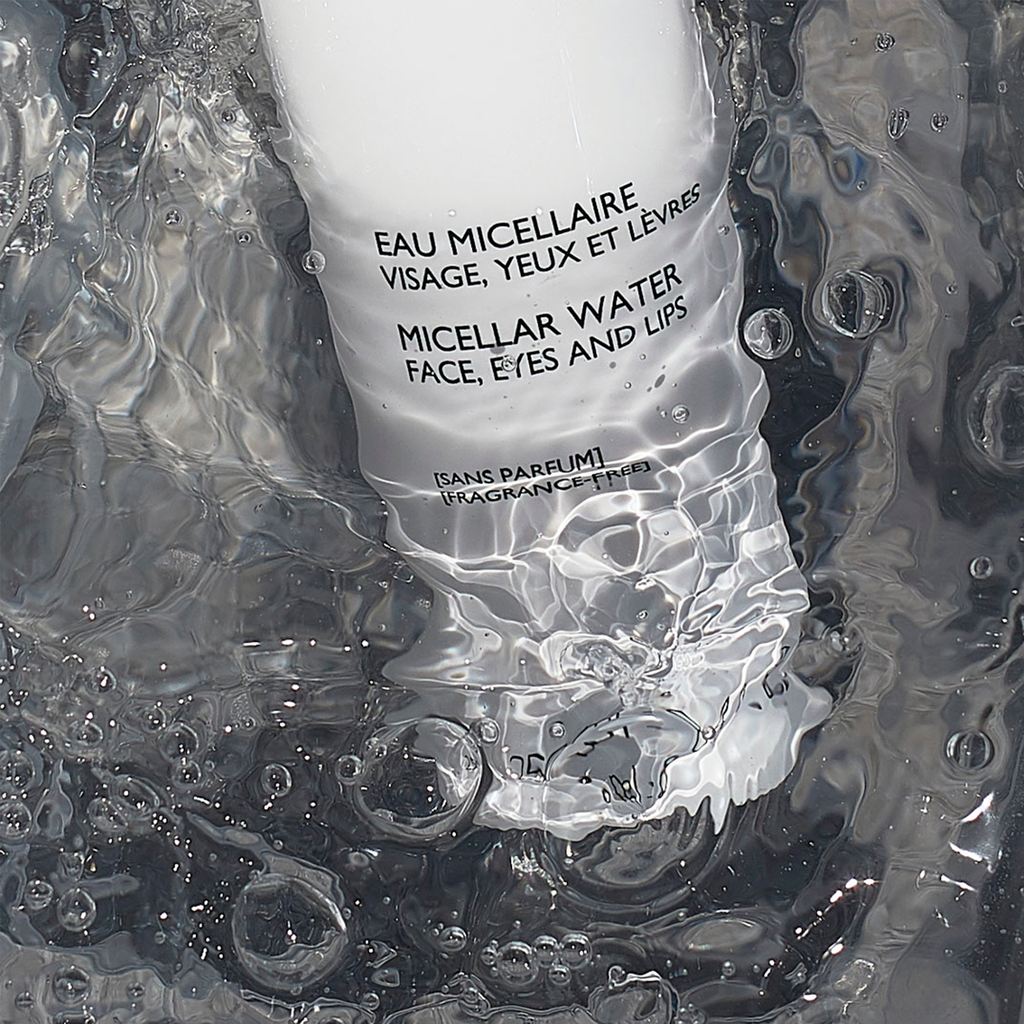 EAU MICELLAIRE
VISAGE, YEUX ET LÈVRES
MICELLAR WATER
FACE, EYES AND LIPS
[SANS PARFUM]
[FRAGRANCE-FREE]